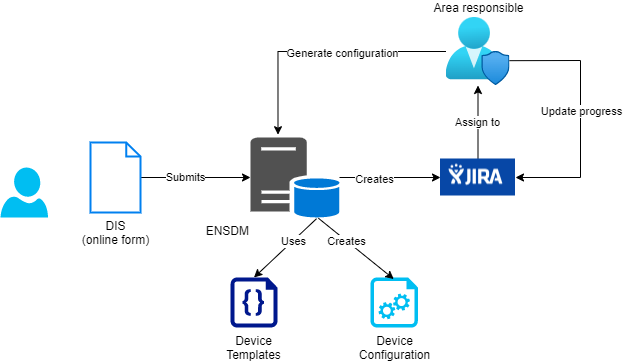 Area responsible
Generate configuration
Update progress
Assign to
Submits
Creates
JIRA
DIS
(online form)
ENSDM
Uses
Creates
{}
Device
Templates
Device
Configuration